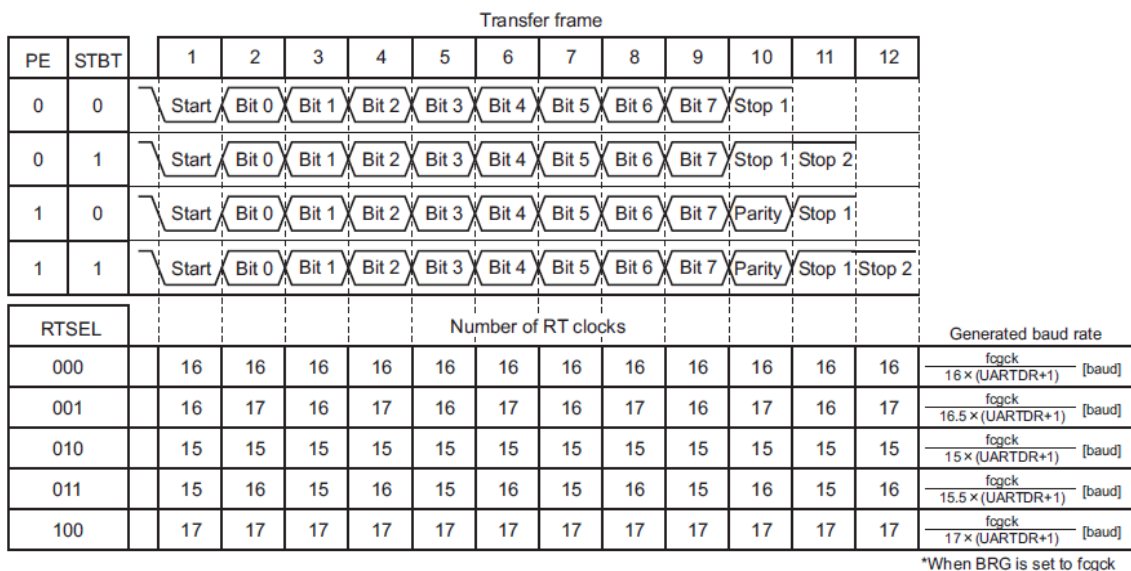 Transfer frame
PE STBT 1 2 3 4 5 6 7 8 9 10 11 12
0 0 Start Bit 0 Bit 1 Bit 2 Bit 3 Bit 4 Bit 5 Bit 6 Bit 7 Stop 1
0 1 Start Bit 0 Bit 1 Bit 2 Bit 3 Bit 4 Bit 5 Bit 6 Bit 7 Stop 1 Stop 2
1 0 Start Bit 0 Bit 1 Bit 2 Bit 3 Bit 4 Bit 5 Bit 6 Bit 7 Parity Stop 1
1 1 Start Bit 0 Bit 1 Bit 2 Bit 3 Bit 4 Bit 5 Bit 6 Bit 7 Parity Stop 1 Stop 2
RTSEL Number of RT clocks Generated baud rate
000 16 16 16 16 16 16 16 16 16 16 16 16 fcgck
16×(UARTDR+1) [baud]
001 16 17 16 17 16 17 16 17 16 17 16 17 fcgck
16.5×(UARTDR+1) [baud]
010 15 15 15 15 15 15 15 15 15 15 15 15 fcgck
15×(UARTDR+1) [baud]
011 15 16 15 16 15 16 15 16 15 16 15 16 fcgck
15.5×(UARTDR+1) [baud]
100 17 17 17 17 17 17 17 17 17 17 17 17 fcgck
17×(UARTDR+1) [baud]
*When BRG is set to fcgck